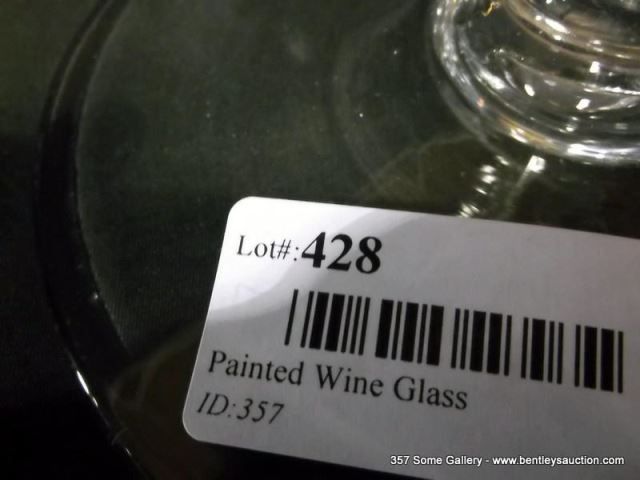 Lot#:428
Painted Wine Glass
ID:357
357 Some Gallery - www.bentleysauction.com